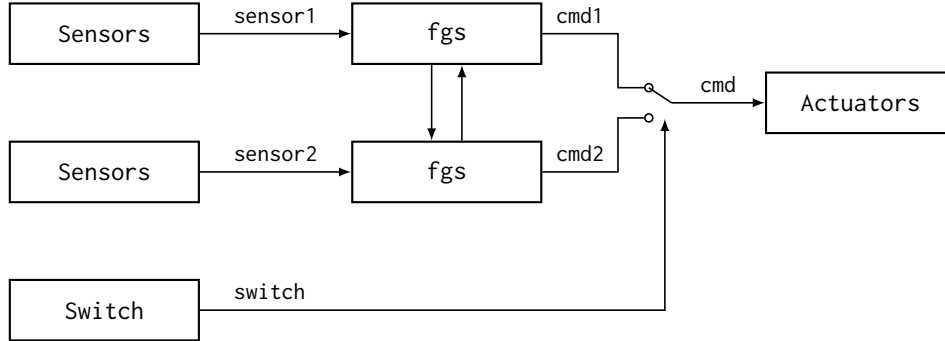 Sensors
sensor1
fgs
cmd1
cmd
Actuators
Sensors
sensor2
fgs
cmd2
Switch
switch